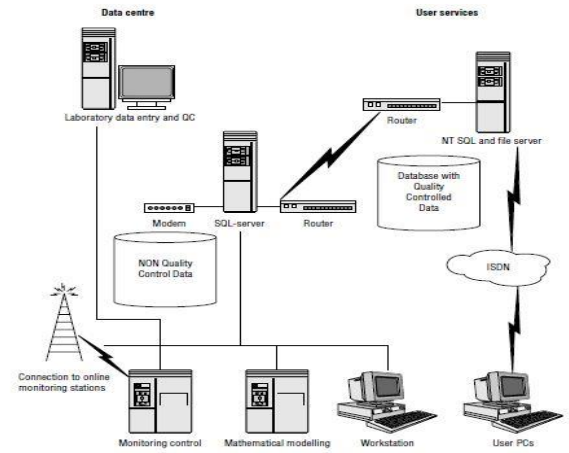 Data centre
User services
Laboratory data entry and QC
Router
NT SQL and file server
Database with
Quality
Controlled
Data
Modem
SQL-server
Router
NON Quality
Control Data
ISDN
Connection to online
monitoring stations
Monitoring control
Mathematical modelling
Workstation
User PCs